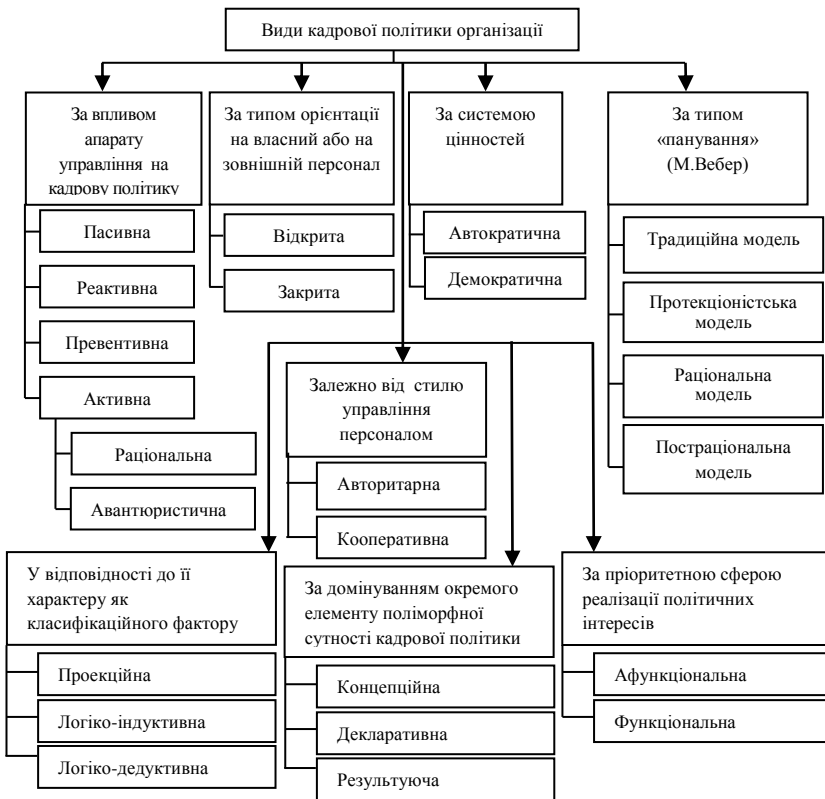 Види кадрової політики організації
За впливом
апарату
управління на
кадрову політику
Пасивна
Реактивна
Превентивна
Активна
Раціональна
Авантюристична
За типом орієнтації
на власний або на
зовнішній персонал
Відкрита
Закрита
За системою
цінностей
Автократична
Демократична
За типом
«панування»
(М.Вебер)
Традиційна модель
Протекціоністська
модель
Раціональна
модель
Постраціональна
модель
Залежно від стилю
управління
персоналом
Авторитарна
Кооперативна
У відповідності до її
характеру як
класифікаційного фактору
Проекційна
Логіко-індуктивна
Логіко-дедуктивна
За домінуванням окремого
елементу поліморфної
сутності кадрової політики
Концепційна
Декларативна
Результуюча
За пріоритетною сферою
реалізації політичних
інтересів
Афункціональна
Функціональна